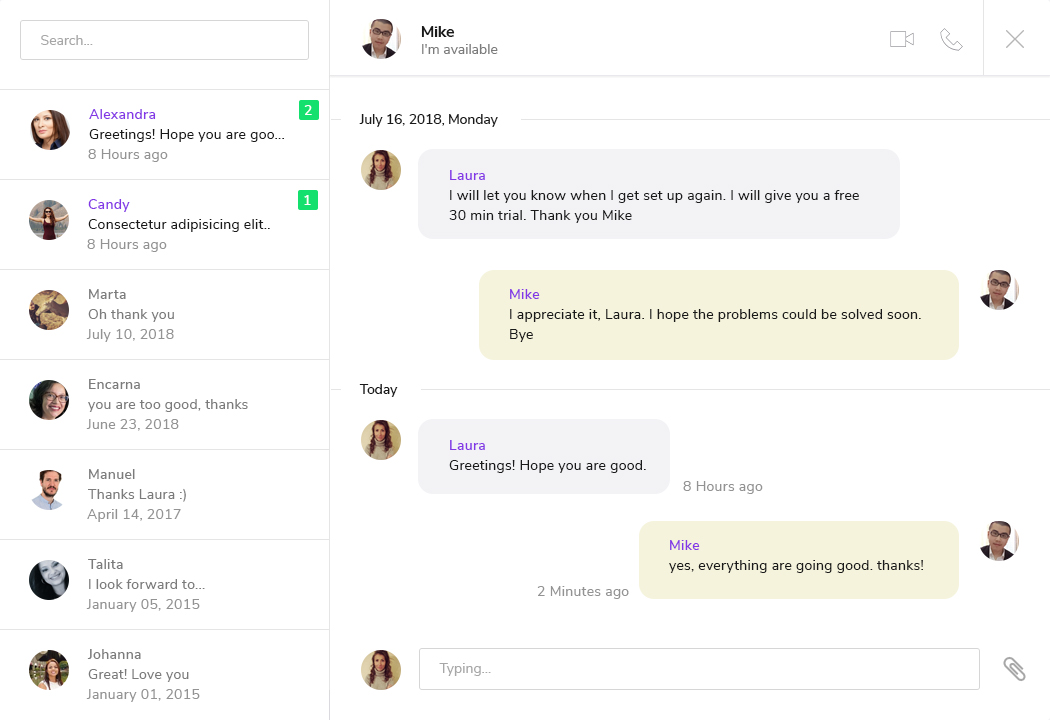 Search...
Alexandra
2
Greetings! Hope you are goo...
8 Hours ago
Candy
1
Consectetur adipisicing elit..
8 Hours ago
Marta
Oh thank you
July 10, 2018
Encarna
you are too good, thanks
June 23, 2018
Manuel
Thanks Laura :)
April 14, 2017
Talita
I look forward to...
January 05, 2015
Johanna
Great! Love you
January 01, 2015
Mike
I'm available
July 16, 2018, Monday
Laura
I will let you know when I get set up again. I will give you a free
30 min trial. Thank you Mike
Mike
I appreciate it, Laura. I hope the problems could be solved soon.
Bye
Today
Laura
Greetings! Hope you are good.
8 Hours ago
Mike
yes, everything are going good. thanks!
2 Minutes ago
Typing...